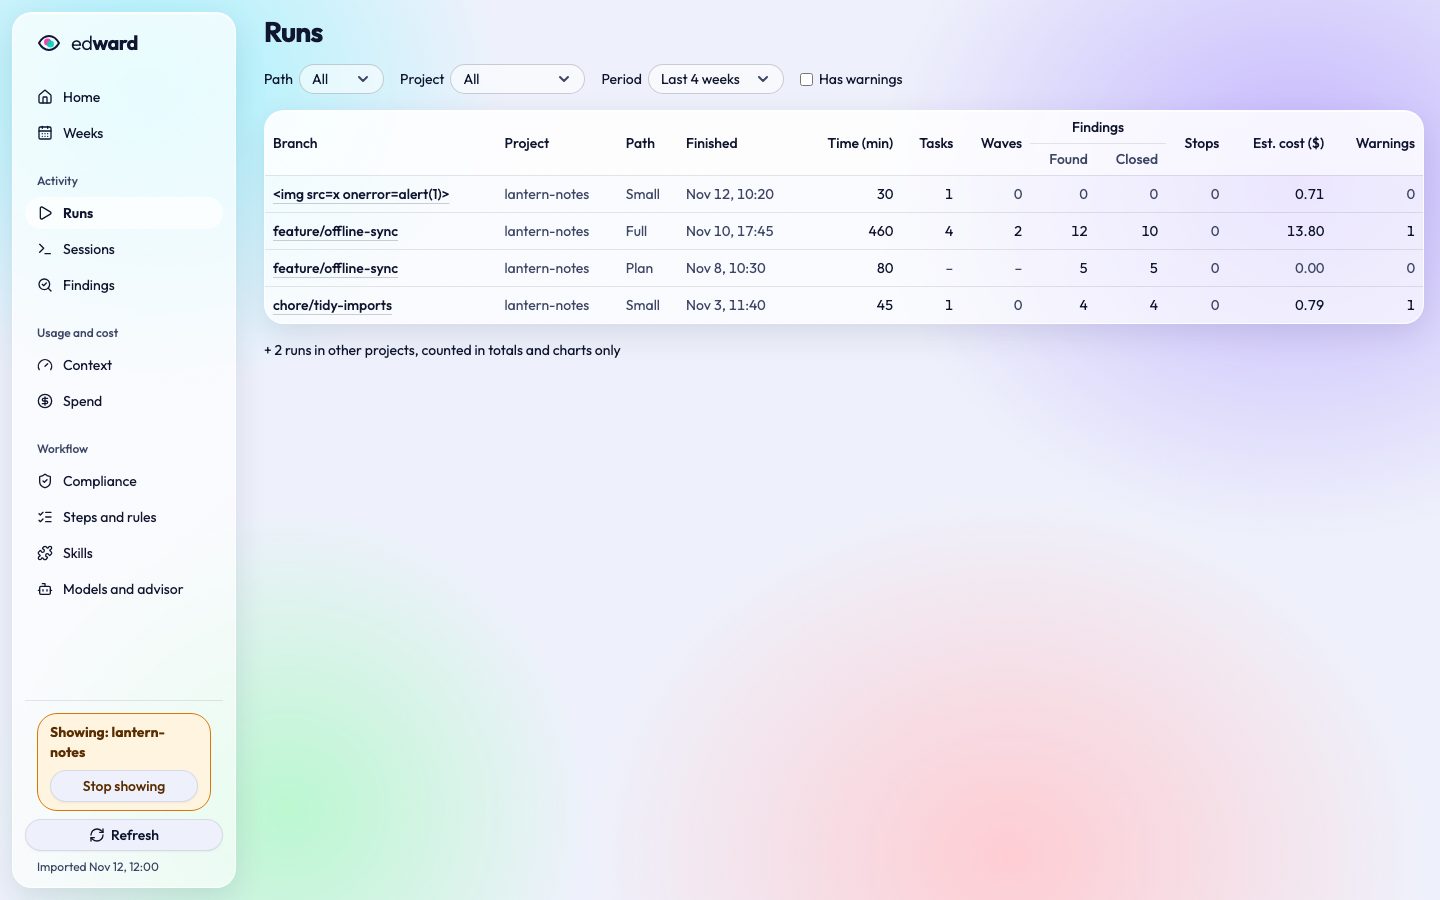 edward
Home
Weeks
Activity
Runs
Sessions
Findings
Usage and cost
Context
Spend
Workflow
Compliance
Steps and rules
Skills
Models and advisor
Showing: lantern-
notes
Stop showing
Refresh
Imported Nov 12, 12:00
Runs
Path All Project All Period Last 4 weeks Has warnings
Findings
Branch Project Path Finished Time (min) Tasks Waves Stops Est. cost ($) Warnings
Found Closed
<img src=x onerror=alert(1)> lantern-notes Small Nov 12, 10:20 30 1 0 0 0 0 0.71 0
feature/offline-sync lantern-notes Full Nov 10, 17:45 460 4 2 12 10 0 13.80 1
feature/offline-sync lantern-notes Plan Nov 8, 10:30 80 – – 5 5 0 0.00 0
chore/tidy-imports lantern-notes Small Nov 3, 11:40 45 1 0 4 4 0 0.79 1
+ 2 runs in other projects, counted in totals and charts only